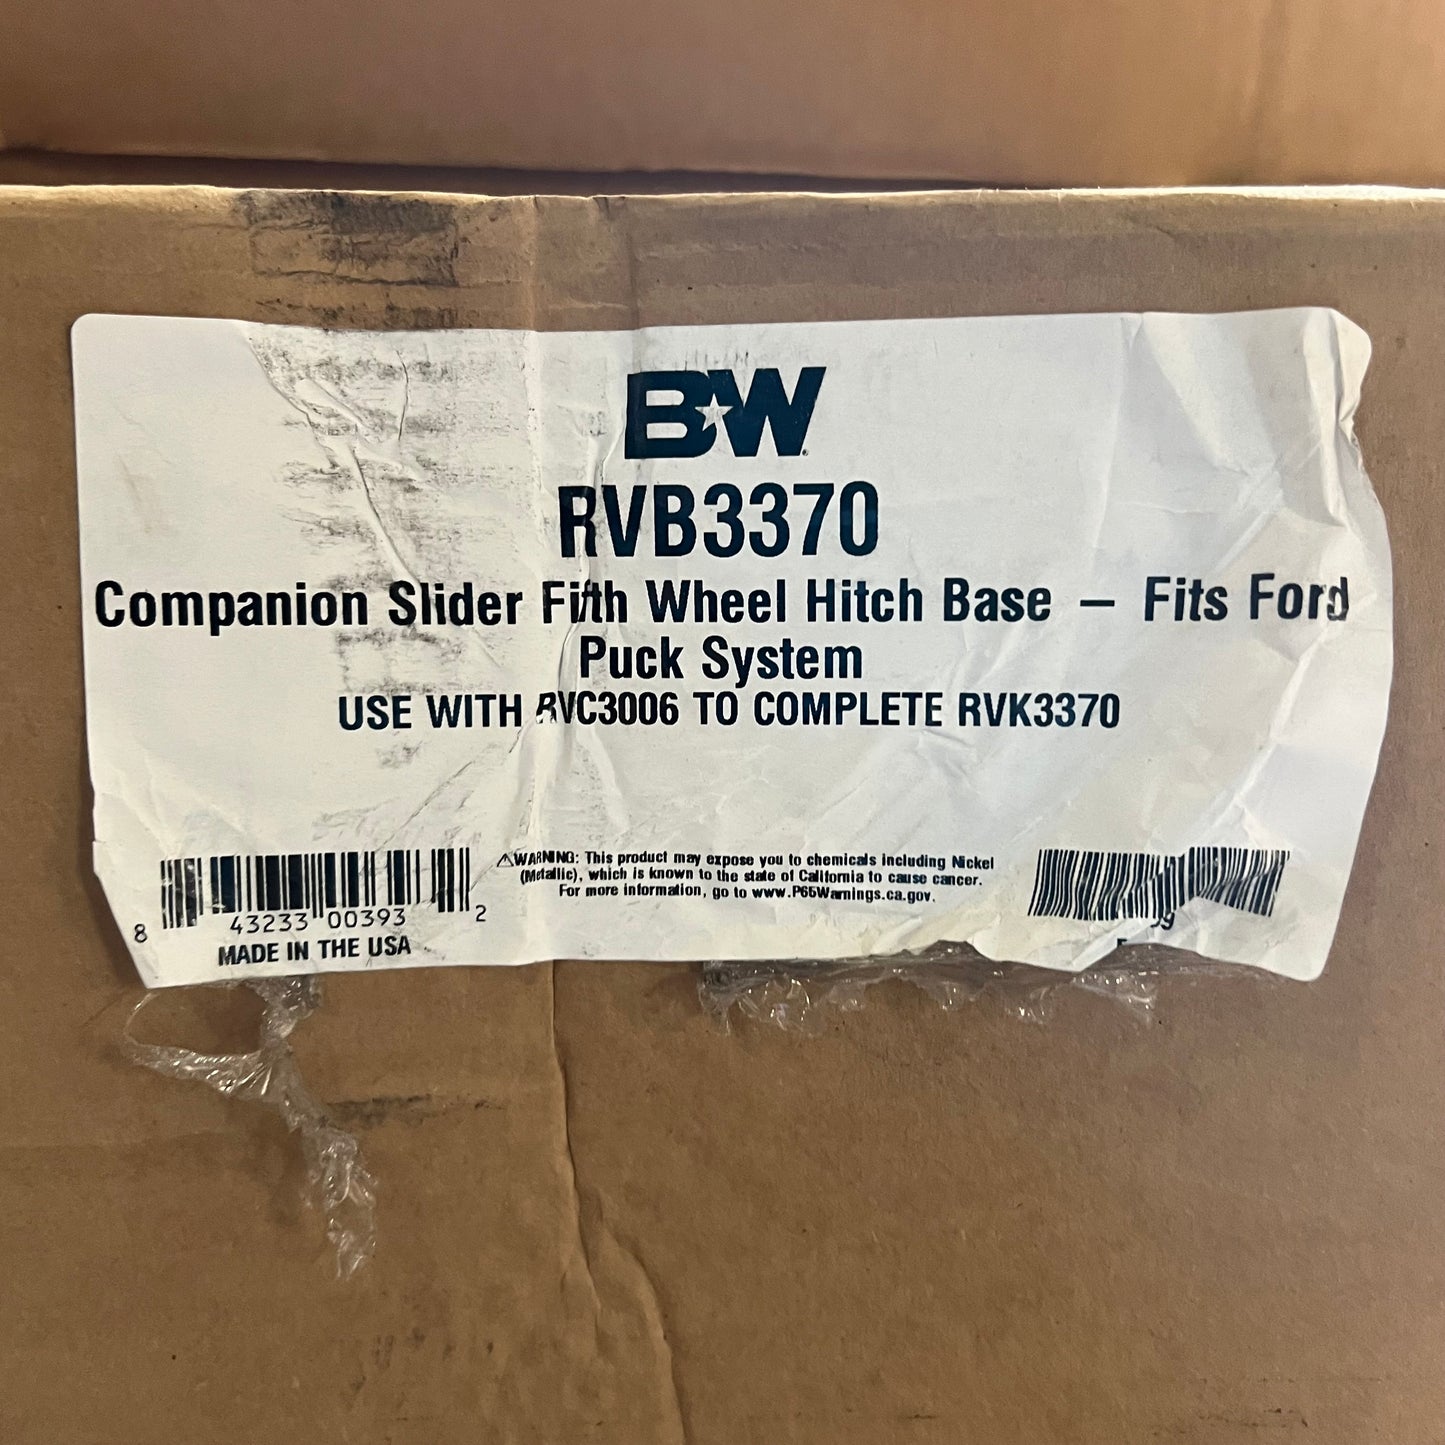 B★W
RVB3370
Companion Slider Fifth Wheel Hitch Base – Fits Ford
Puck System
USE WITH RVC3006 TO COMPLETE RVK3370
⚠WARNING: This product may expose you to chemicals including Nickel
(Metallic), which is known to the state of California to cause cancer.
For more information, go to www.P65Warnings.ca.gov.
8 43233 00393 2
MADE IN THE USA